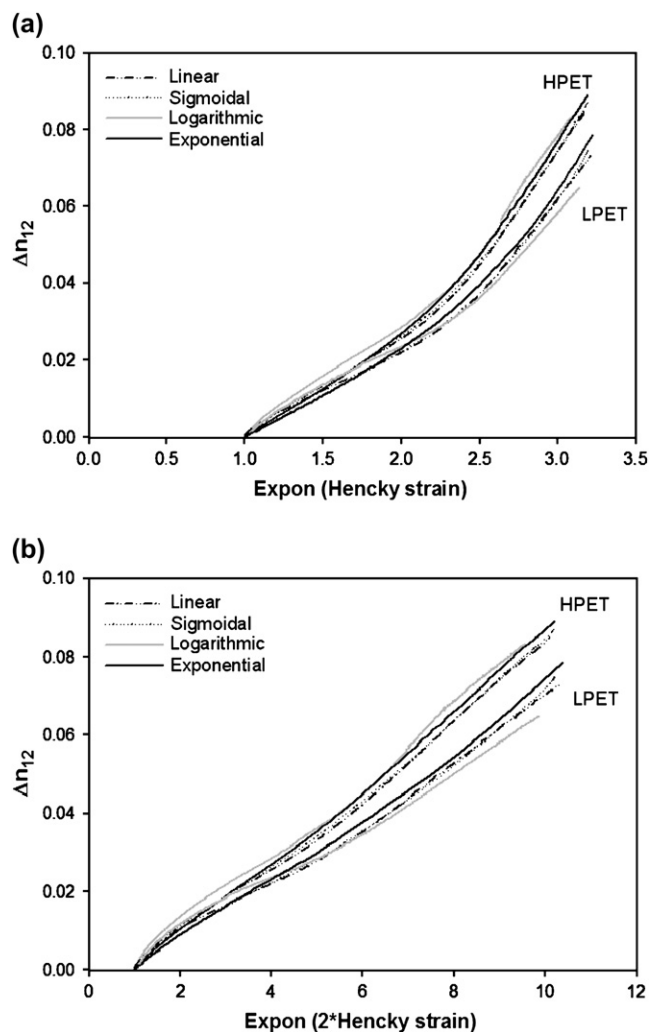 (a)
0.10
0.08
0.06
0.04
0.02
0.00
Δn12
Linear
Sigmoidal
Logarithmic
Exponential
HPET
LPET
0.0 0.5 1.0 1.5 2.0 2.5 3.0 3.5
Expon (Hencky strain)
(b)
0.10
0.08
0.06
0.04
0.02
0.00
Δn12
Linear
Sigmoidal
Logarithmic
Exponential
HPET
LPET
0 2 4 6 8 10 12
Expon (2*Hencky strain)